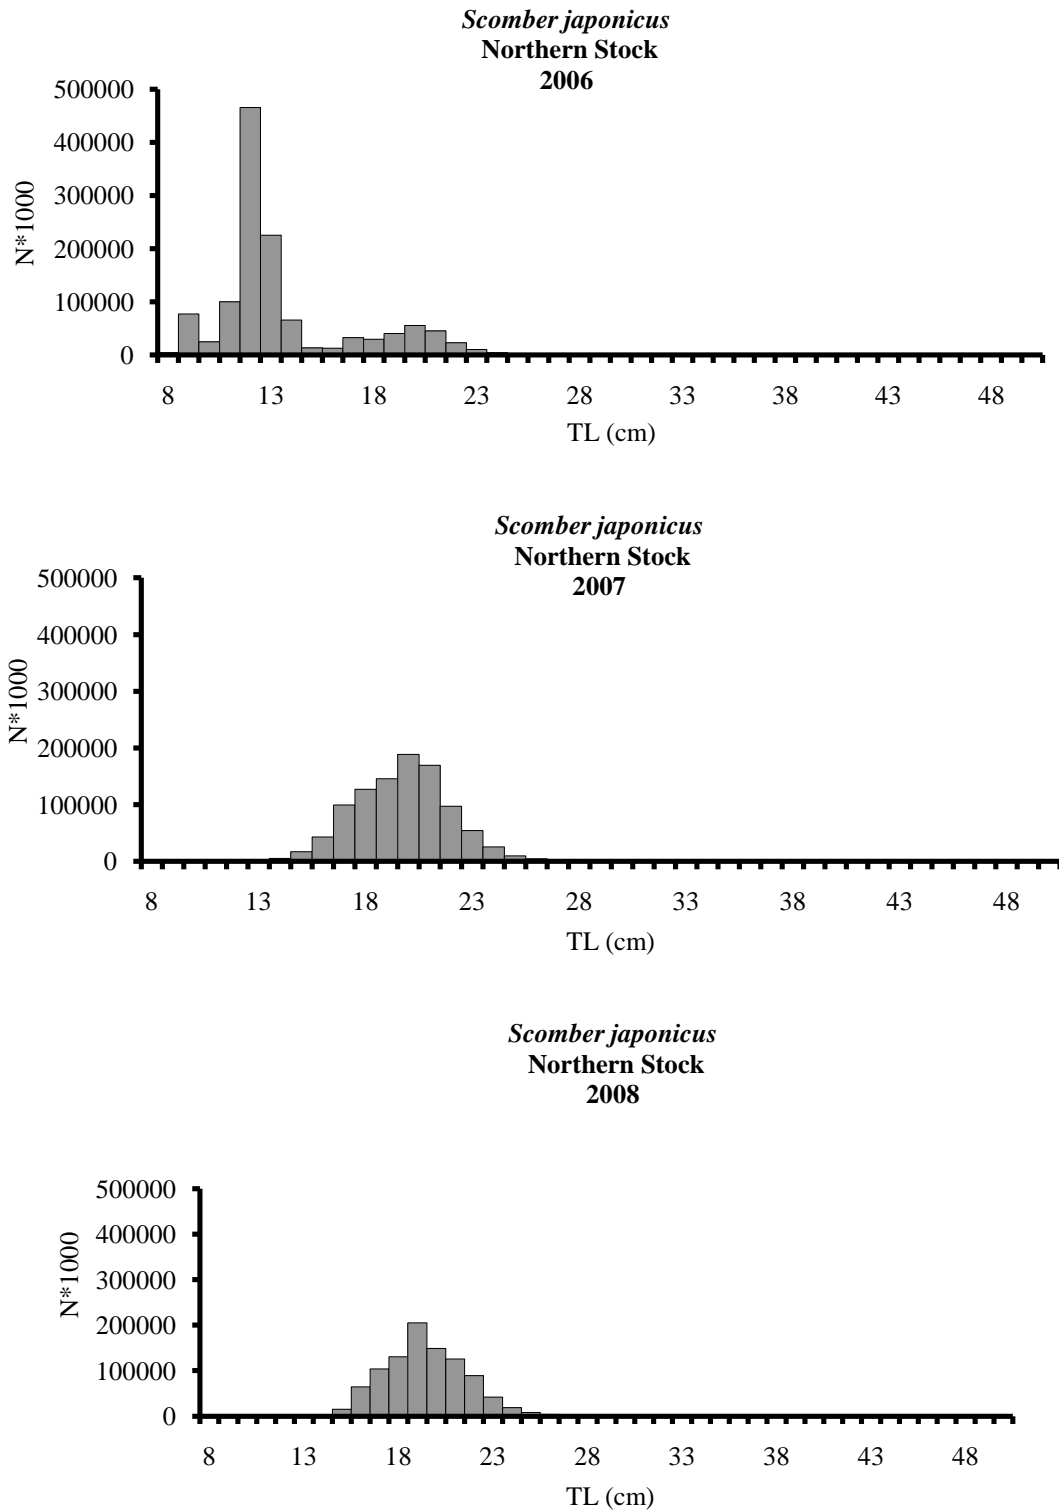 Scomber japonicus
Northern Stock
2006
500000
400000
300000
200000
100000
0
N*1000
8 13 18 23 28 33 38 43 48
TL (cm)
Scomber japonicus
Northern Stock
2007
500000
400000
300000
200000
100000
0
N*1000
8 13 18 23 28 33 38 43 48
TL (cm)
Scomber japonicus
Northern Stock
2008
500000
400000
300000
200000
100000
0
N*1000
8 13 18 23 28 33 38 43 48
TL (cm)